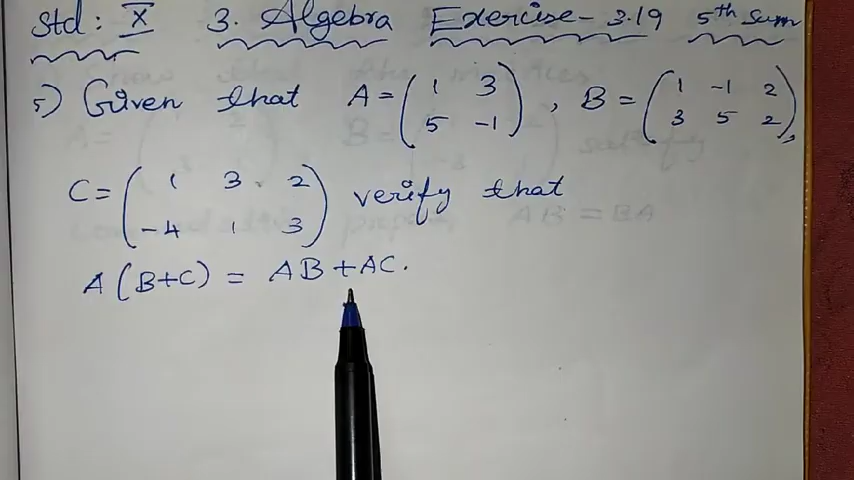 Std: X 3. Algebra Exercise - 3.19 5th Sum
5) Given that A = ( 1 3 ) , B = ( 1 -1 2 )
( 5 -1 ) ( 3 5 2 ),
C = ( 1 3 2 ) verify that
( -4 1 3 )
A (B+C) = AB + AC.